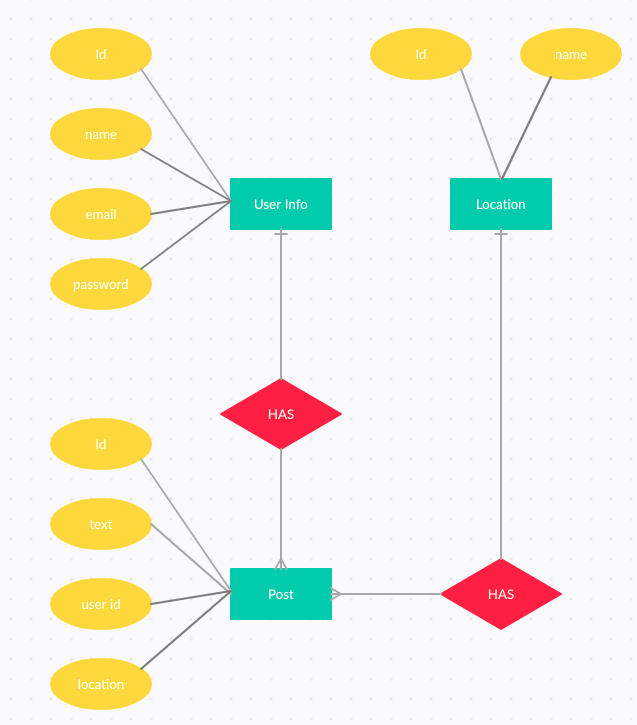 Id
Id
name
name
User Info
Location
email
password
HAS
Id
text
Post
HAS
user id
location